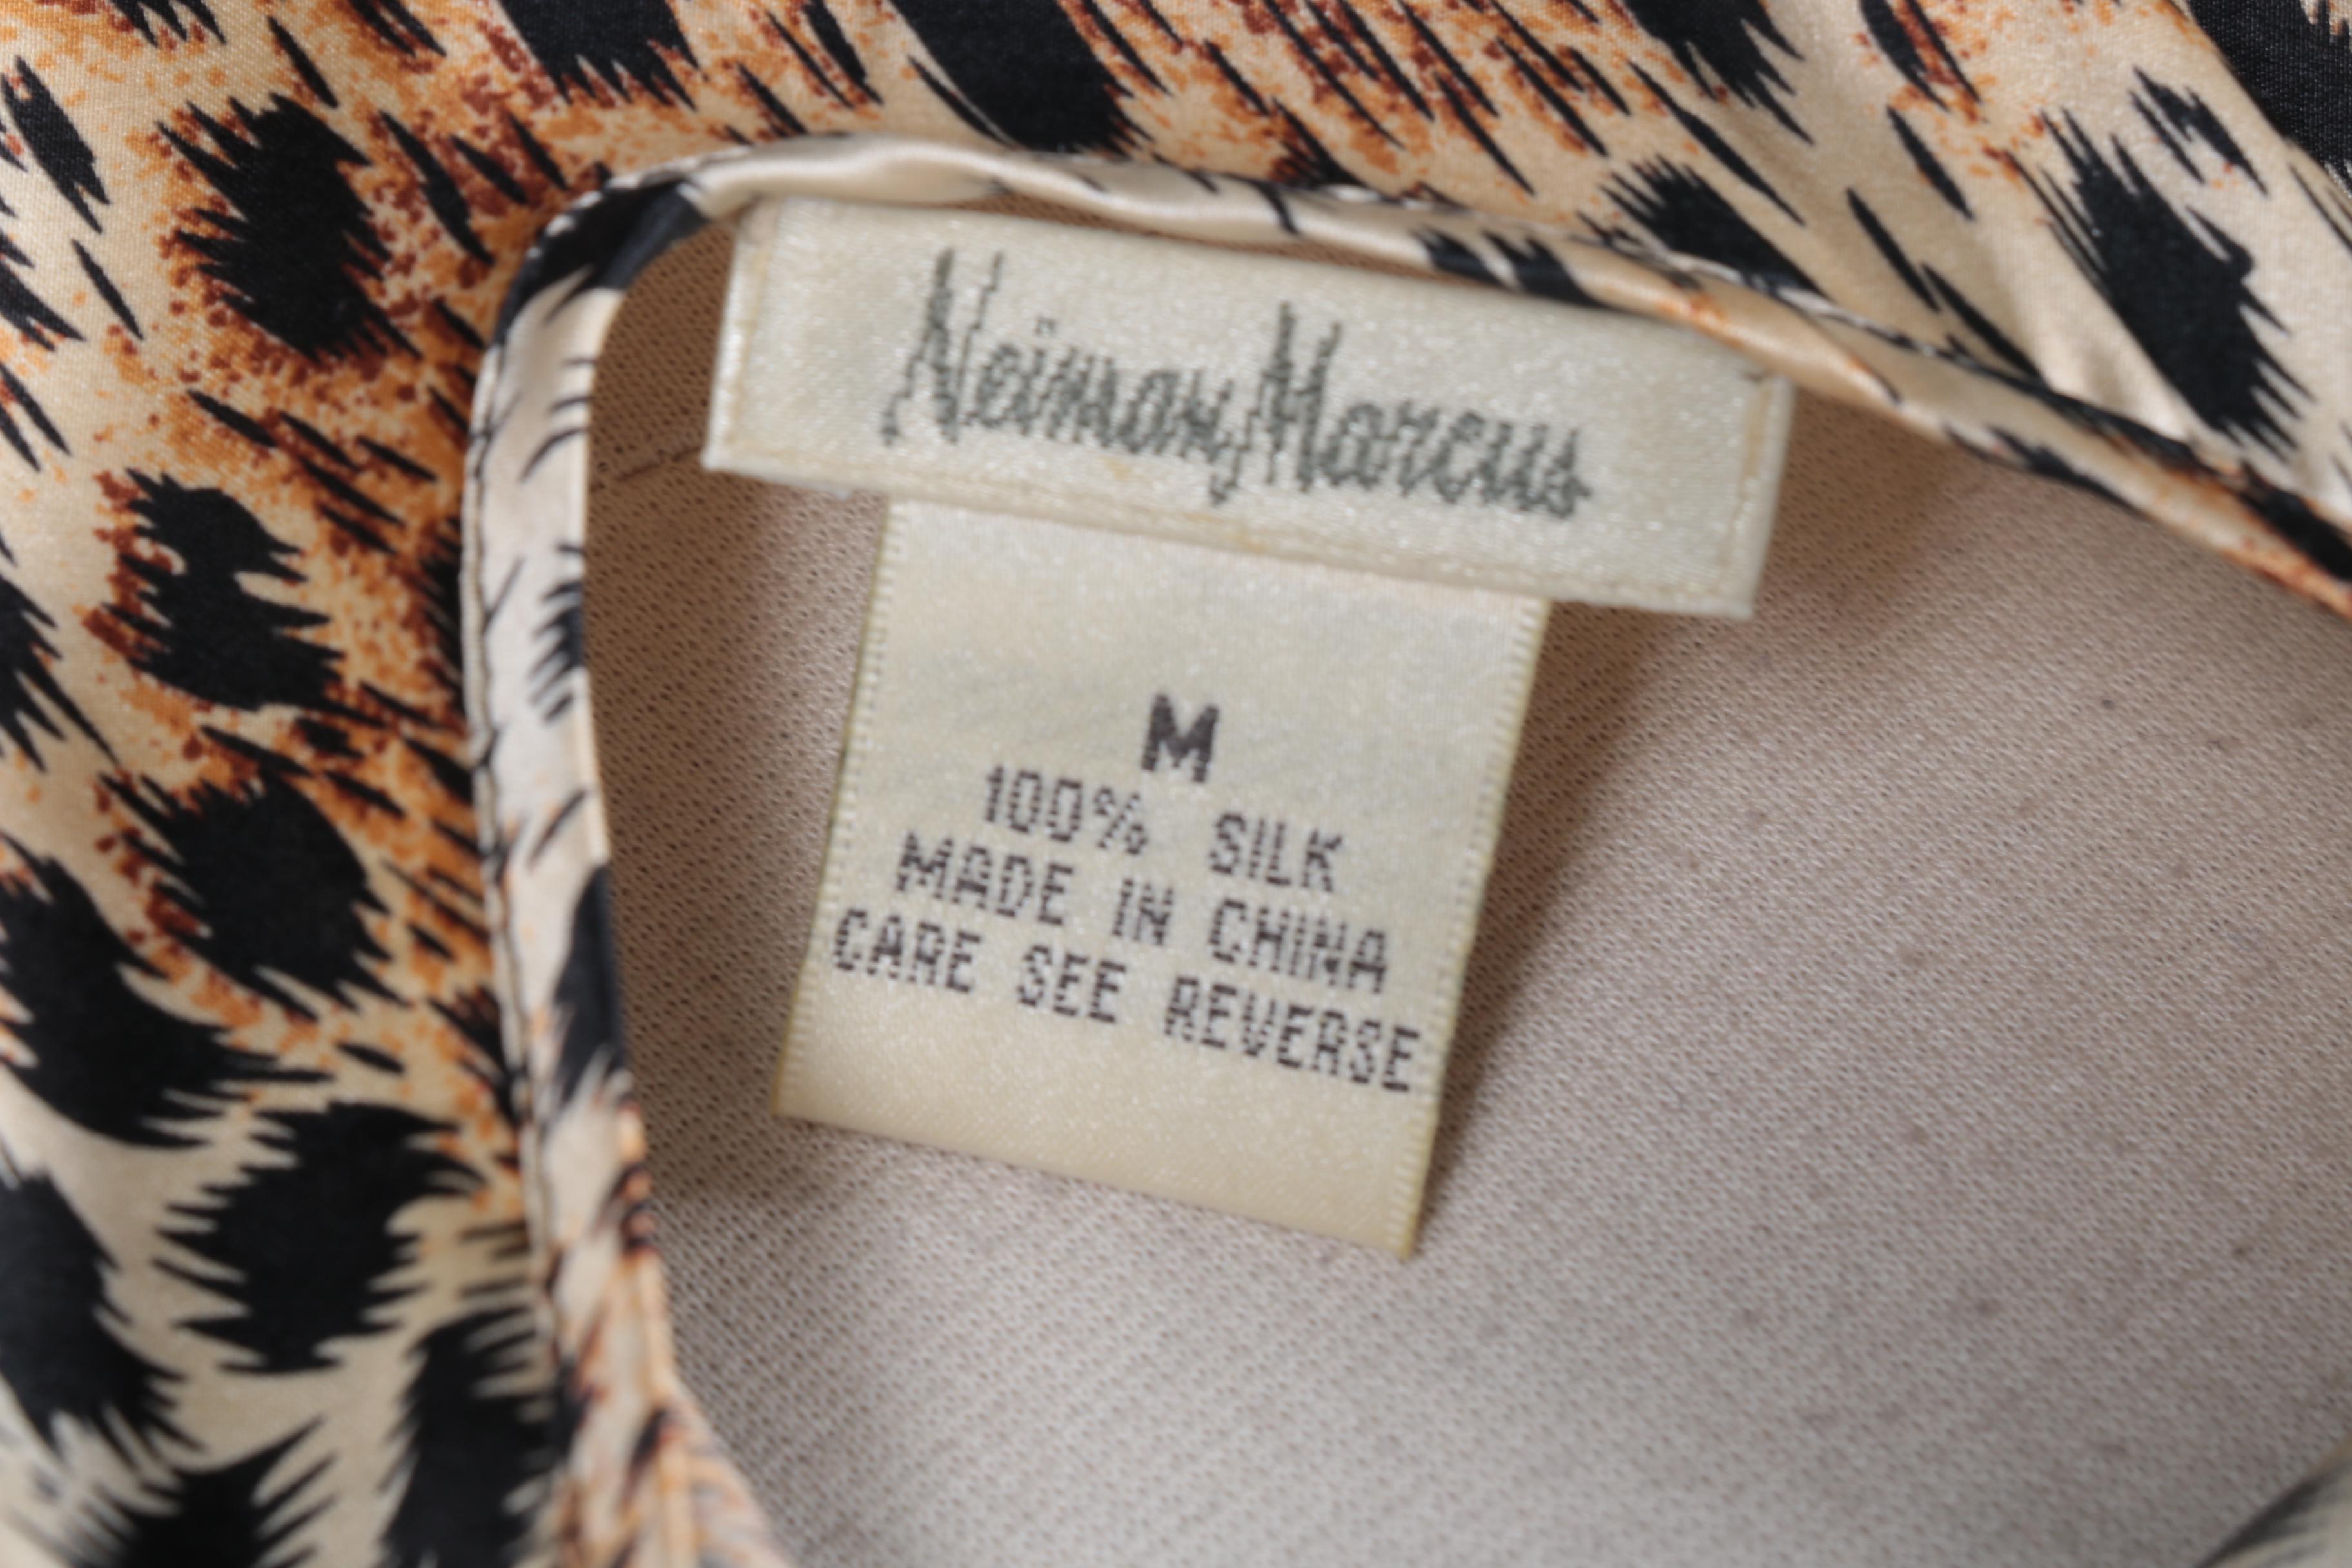 Neiman Marcus
M
100% SILK
MADE IN CHINA
CARE SEE REVERSE